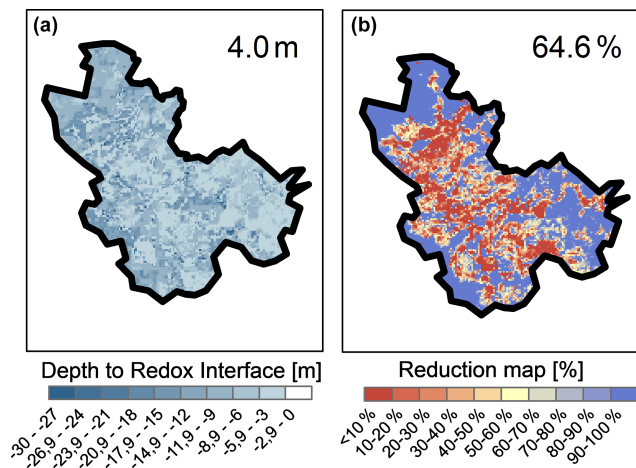 (a)
4.0 m
(b)
64.6 %
Depth to Redox Interface [m]
-30 - -27
-26,9 - -24
-23,9 - -21
-20,9 - -18
-17,9 - -15
-14,9 - -12
-11,9 - -9
-8,9 - -6
-5,9 - -3
-2,9 - 0
Reduction map [%]
<10 %
10-20 %
20-30 %
30-40 %
40-50 %
50-60 %
60-70 %
70-80 %
80-90 %
90-100 %